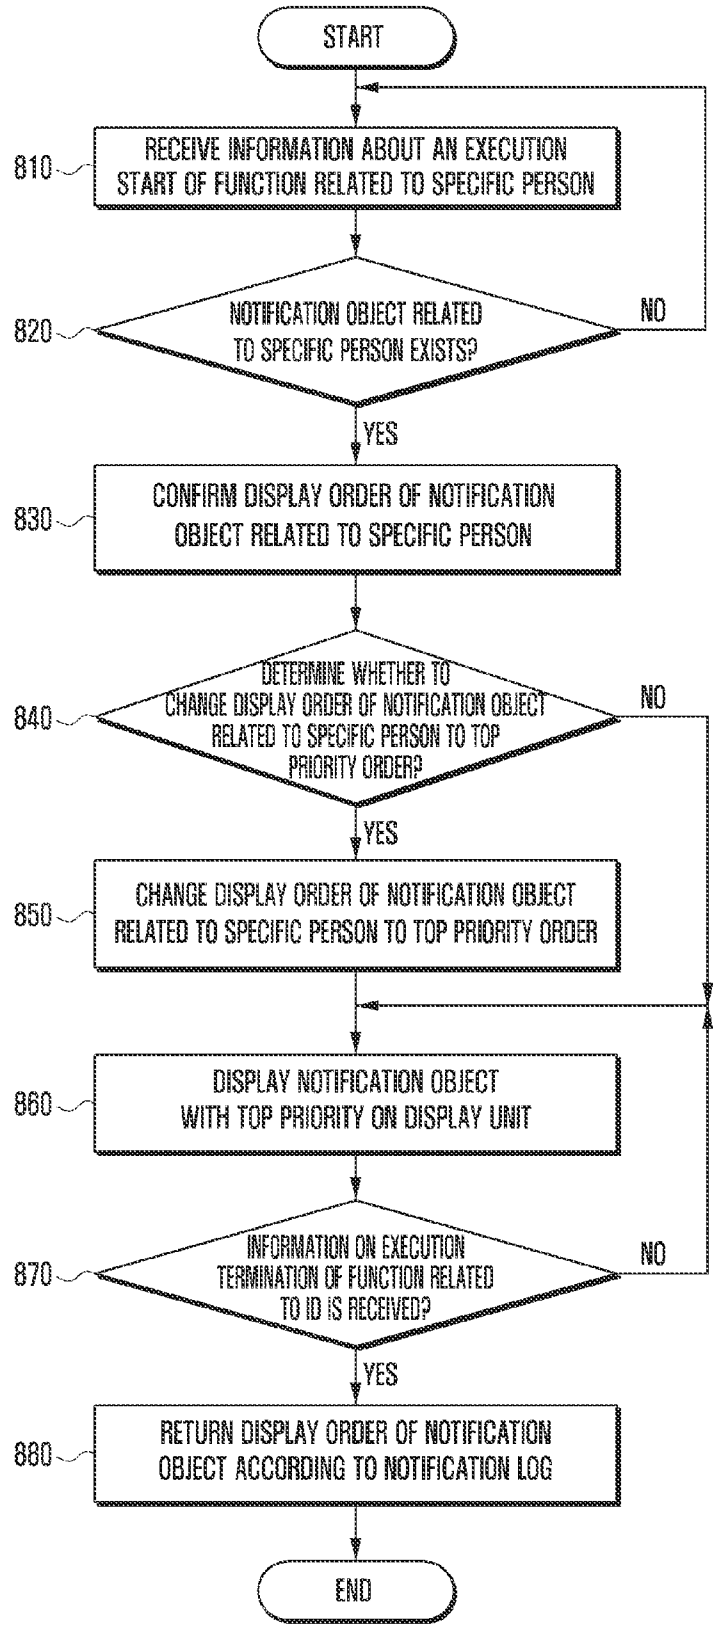 START
810
RECEIVE INFORMATION ABOUT AN EXECUTION
START OF FUNCTION RELATED TO SPECIFIC PERSON
820
NOTIFICATION OBJECT RELATED
TO SPECIFIC PERSON EXISTS?
NO
YES
830
CONFIRM DISPLAY ORDER OF NOTIFICATION
OBJECT RELATED TO SPECIFIC PERSON
840
DETERMINE WHETHER TO
CHANGE DISPLAY ORDER OF NOTIFICATION OBJECT
RELATED TO SPECIFIC PERSON TO TOP
PRIORITY ORDER?
NO
YES
850
CHANGE DISPLAY ORDER OF NOTIFICATION OBJECT
RELATED TO SPECIFIC PERSON TO TOP PRIORITY ORDER
860
DISPLAY NOTIFICATION OBJECT
WITH TOP PRIORITY ON DISPLAY UNIT
870
INFORMATION ON EXECUTION
TERMINATION OF FUNCTION RELATED
TO ID IS RECEIVED?
NO
YES
880
RETURN DISPLAY ORDER OF NOTIFICATION
OBJECT ACCORDING TO NOTIFICATION LOG
END